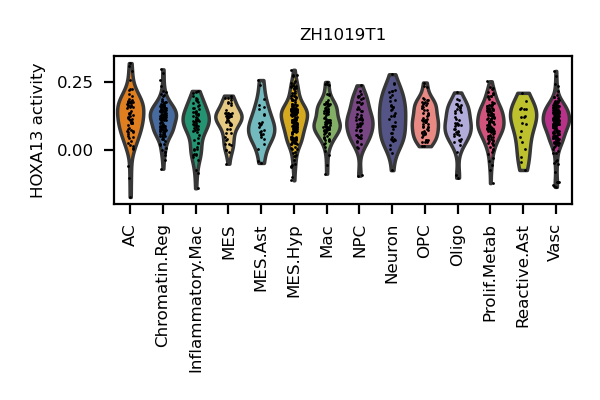 ZH1019T1
HOXA13 activity
0.25
0.00
AC
Chromatin.Reg
Inflammatory.Mac
MES
MES.Ast
MES.Hyp
Mac
NPC
Neuron
OPC
Oligo
Prolif.Metab
Reactive.Ast
Vasc